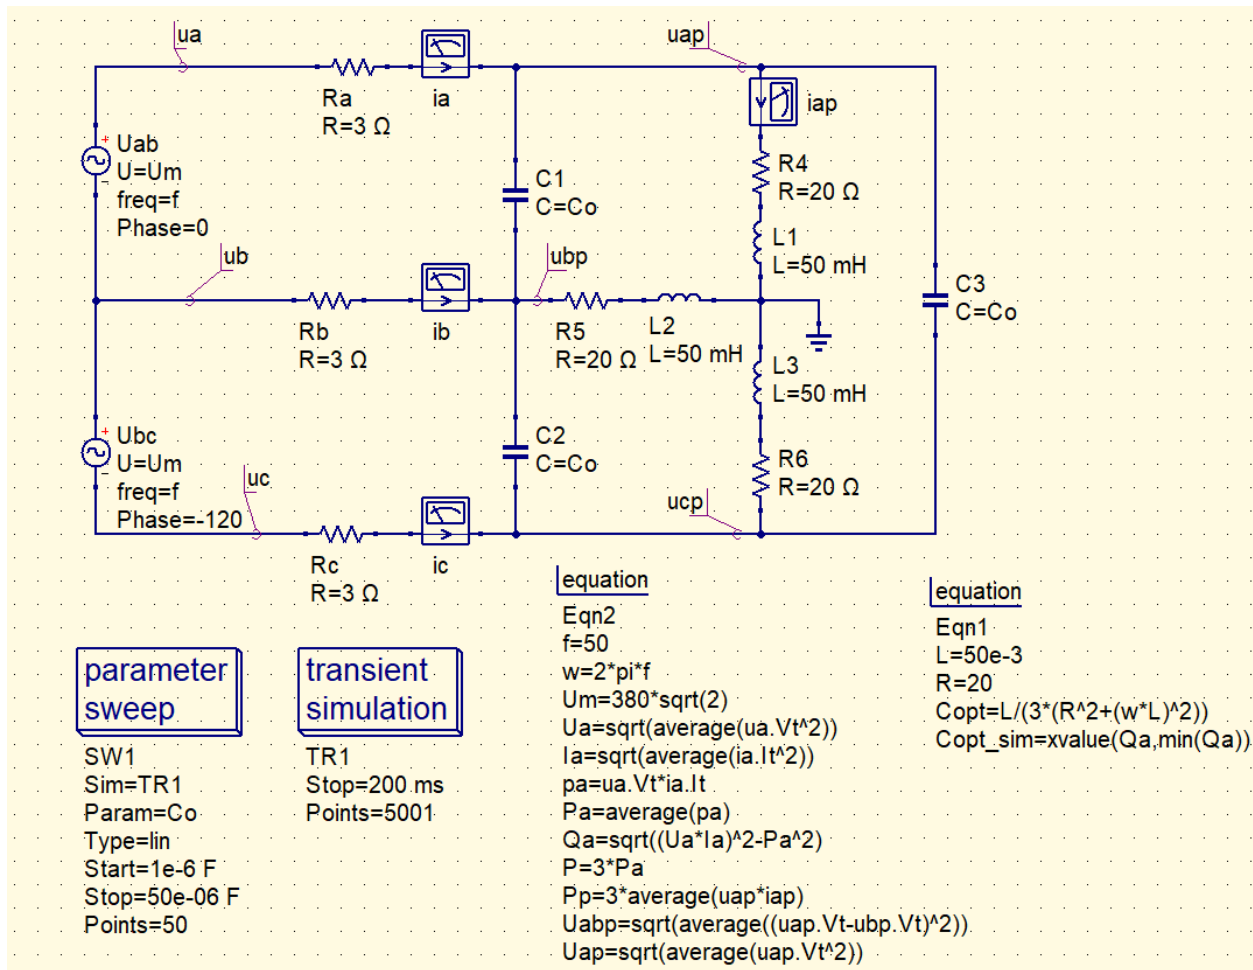 ua
uap
Ra
R=3 Ω
ia
iap
+
Uab
U=Um
freq=f
Phase=0
−
C1
C=Co
R4
R=20 Ω
L1
L=50 mH
ub
ubp
Rb
R=3 Ω
ib
R5
R=20 Ω
L2
L=50 mH
C3
C=Co
L3
L=50 mH
+
Ubc
U=Um
freq=f
Phase=-120
−
C2
C=Co
R6
R=20 Ω
uc
ucp
Rc
R=3 Ω
ic
equation
Eqn2
f=50
w=2*pi*f
Um=380*sqrt(2)
Ua=sqrt(average(ua.Vt^2))
Ia=sqrt(average(ia.It^2))
pa=ua.Vt*ia.It
Pa=average(pa)
Qa=sqrt((Ua*Ia)^2-Pa^2)
P=3*Pa
Pp=3*average(uap*iap)
Uabp=sqrt(average((uap.Vt-ubp.Vt)^2))
Uap=sqrt(average(uap.Vt^2))
equation
Eqn1
L=50e-3
R=20
Copt=L/(3*(R^2+(w*L)^2))
Copt_sim=xvalue(Qa,min(Qa))
parameter
sweep
SW1
Sim=TR1
Param=Co
Type=lin
Start=1e-6 F
Stop=50e-06 F
Points=50
transient
simulation
TR1
Stop=200 ms
Points=5001